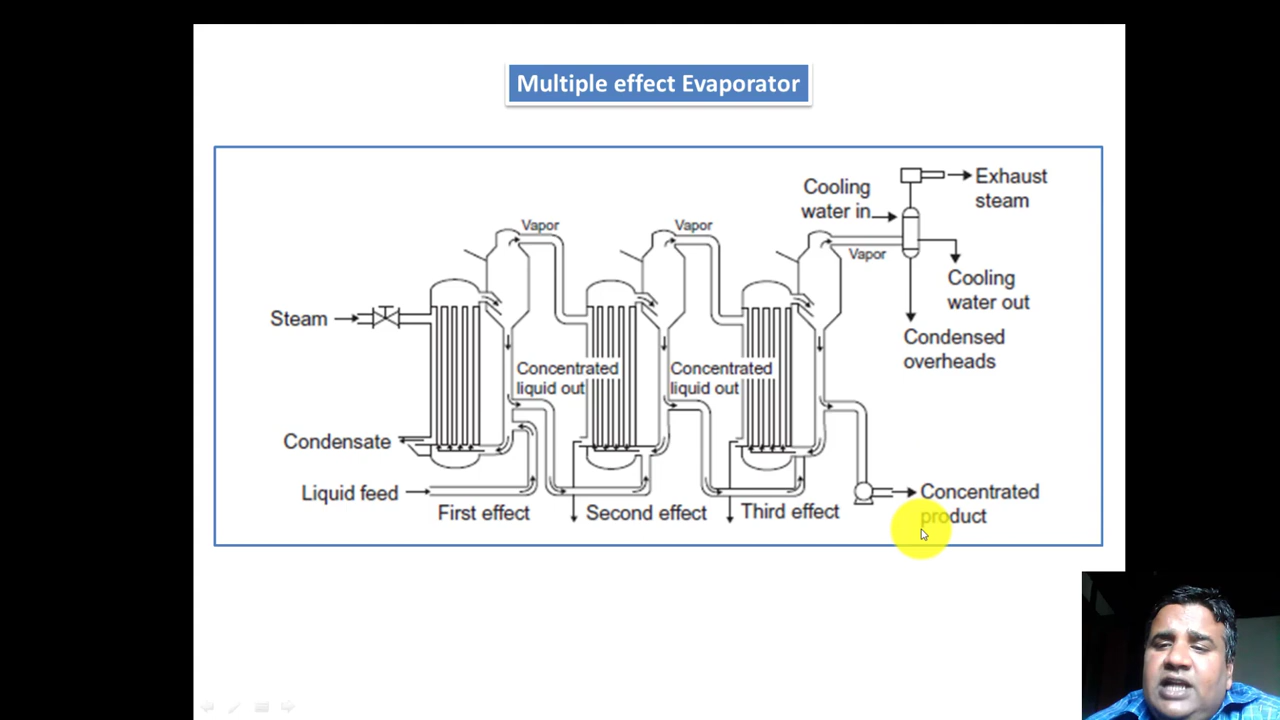 Multiple effect Evaporator
Cooling
water in
Exhaust
steam
Vapor
Vapor
Vapor
Cooling
water out
Steam
Condensed
overheads
Concentrated
liquid out
Concentrated
liquid out
Condensate
Liquid feed
Concentrated
product
First effect
Second effect
Third effect